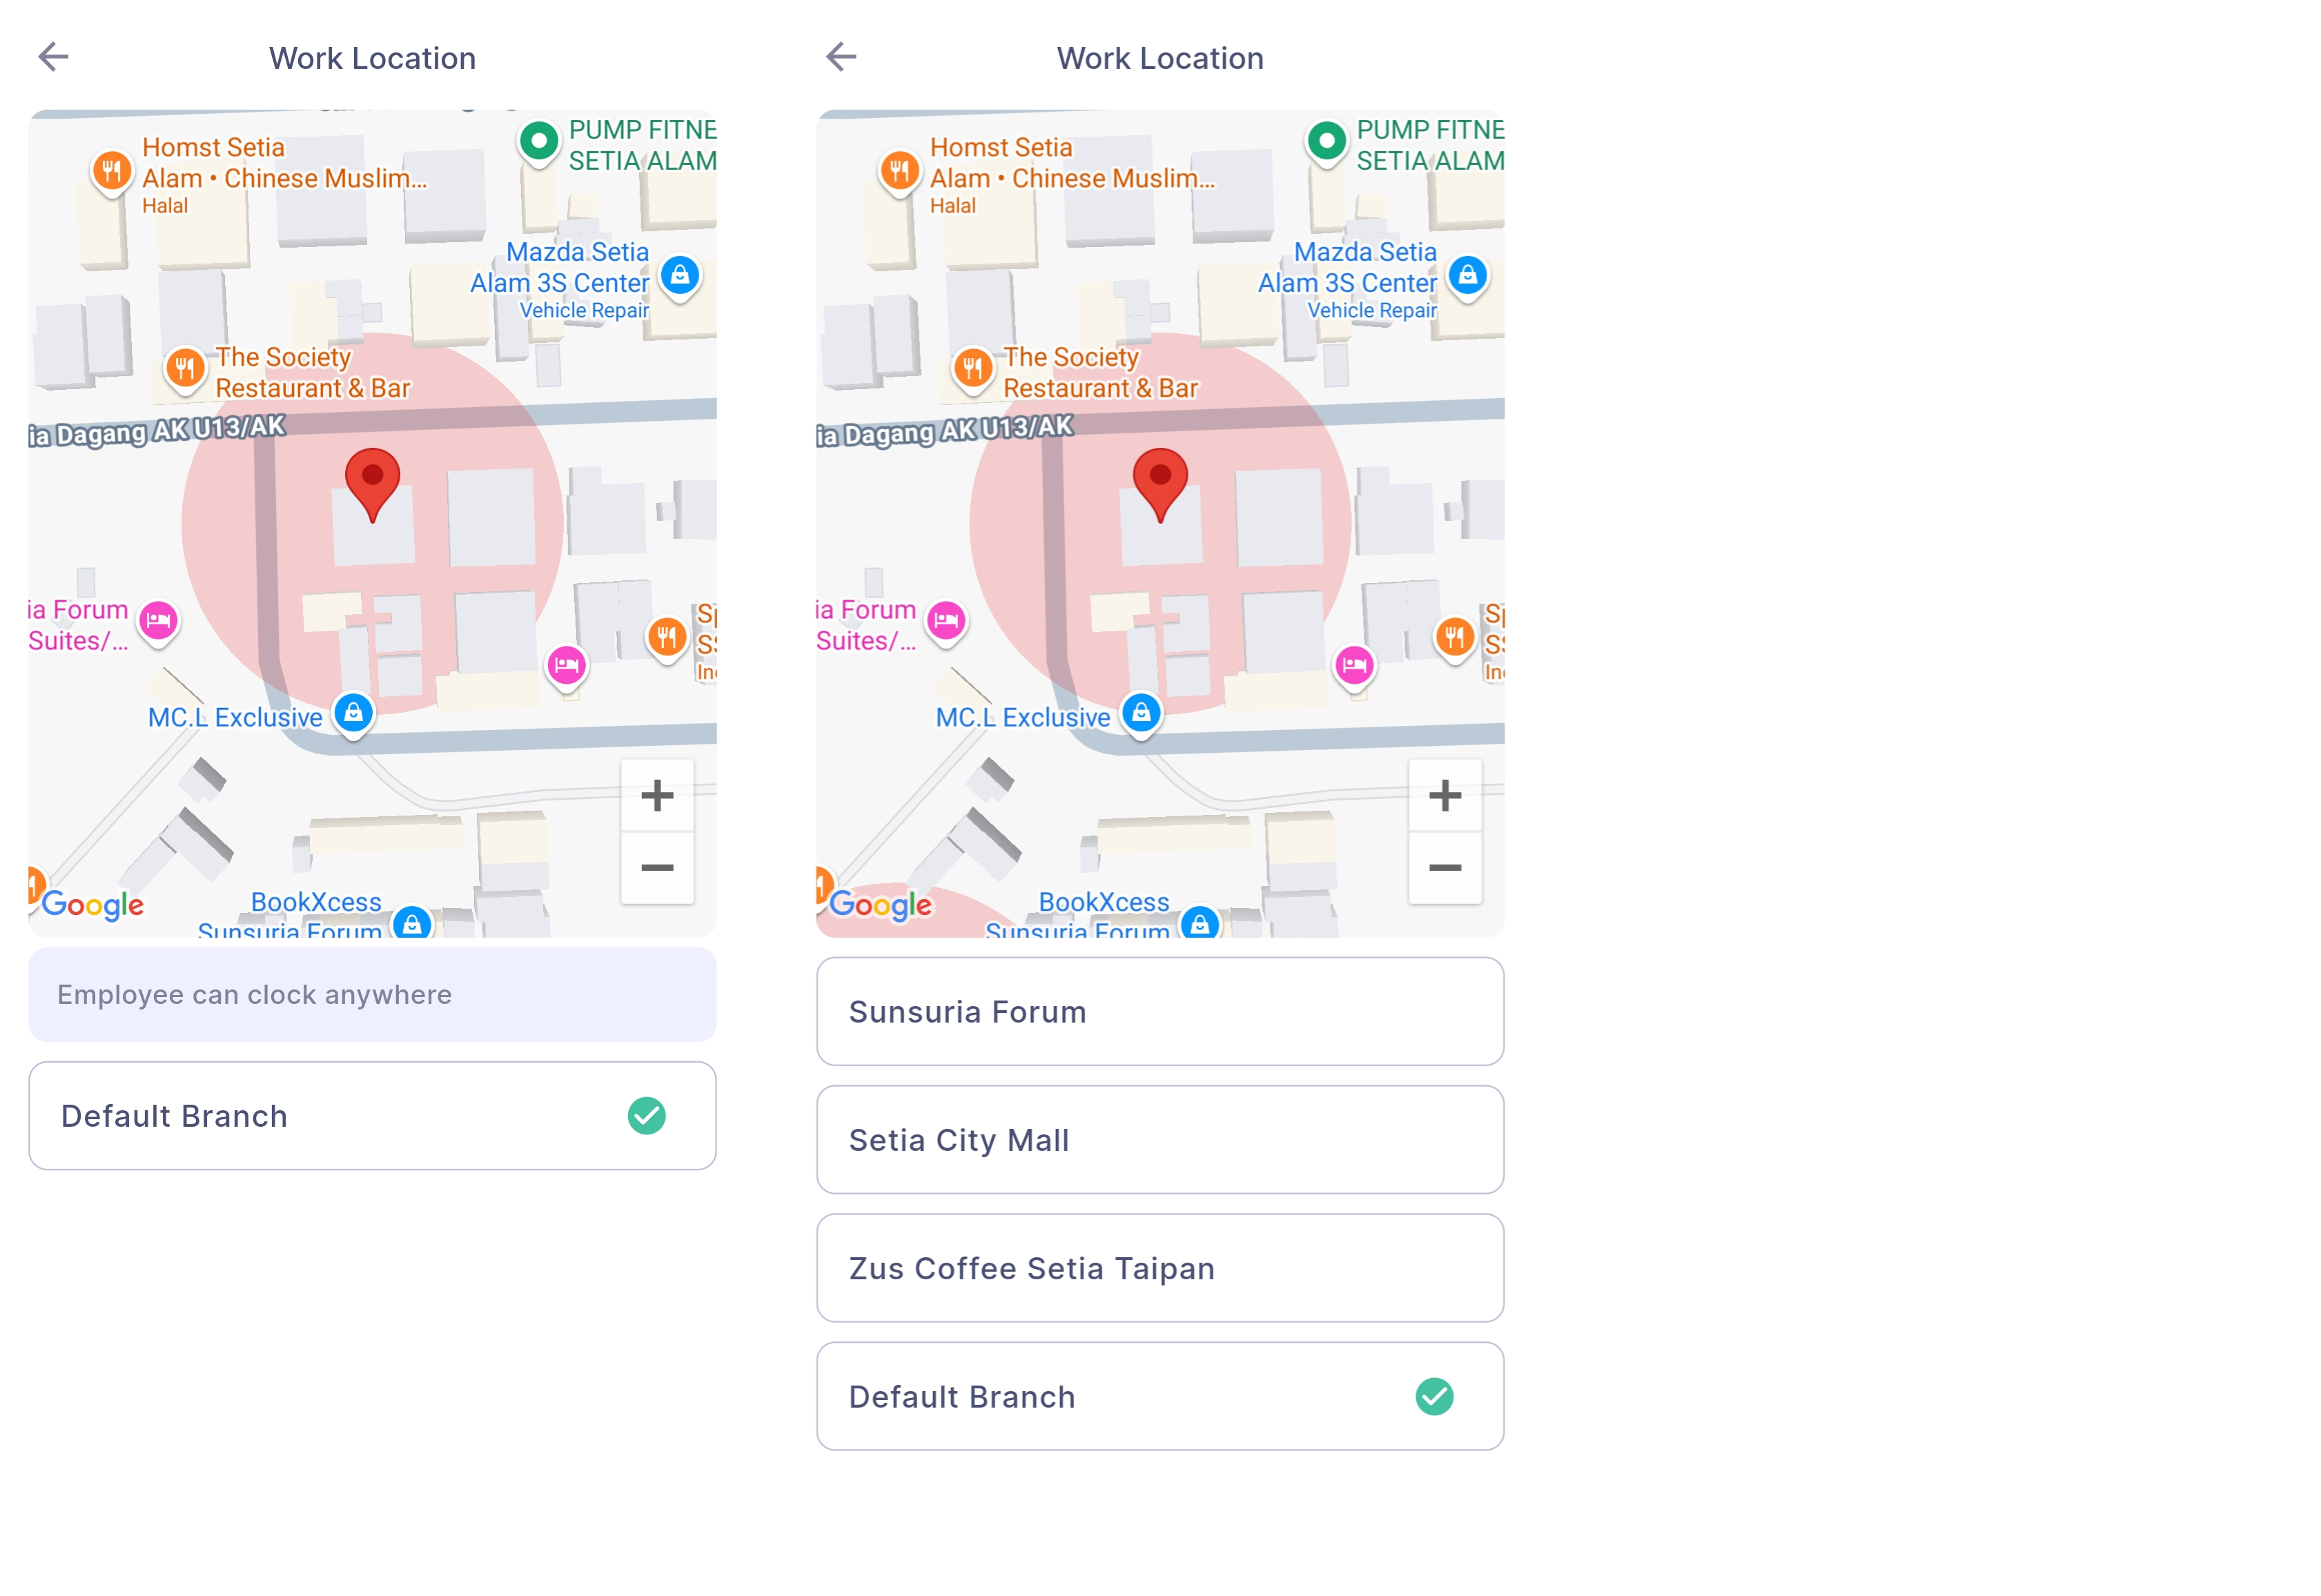 Work Location
Homst Setia
Alam • Chinese Muslim...
Halal
PUMP FITNE
SETIA ALAM
Mazda Setia
Alam 3S Center
Vehicle Repair
The Society
Restaurant & Bar
ia Dagang AK U13/AK
ia Forum
Suites/...
Sp
SS
MC.L Exclusive
+
−
Google
BookXcess
Sunsuria Forum
Employee can clock anywhere
Default Branch
Work Location
Homst Setia
Alam • Chinese Muslim...
Halal
PUMP FITNE
SETIA ALAM
Mazda Setia
Alam 3S Center
Vehicle Repair
The Society
Restaurant & Bar
ia Dagang AK U13/AK
ia Forum
Suites/...
Sp
SS
MC.L Exclusive
+
−
Google
BookXcess
Sunsuria Forum
Sunsuria Forum
Setia City Mall
Zus Coffee Setia Taipan
Default Branch